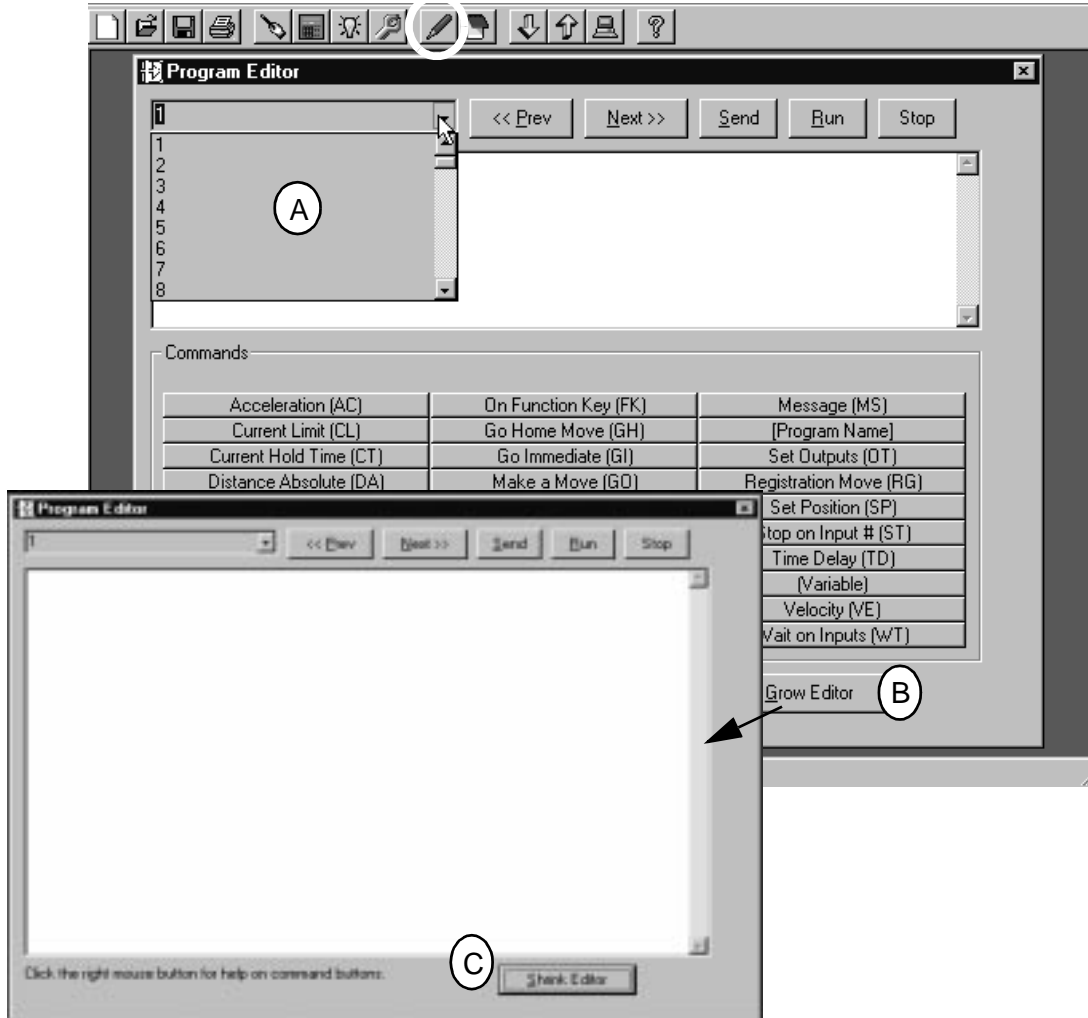 Program Editor
1
<< Prev Next >> Send Run Stop
1
2
3
4
5
6
7
8
A
Commands
Acceleration (AC) On Function Key (FK) Message (MS)
Current Limit (CL) Go Home Move (GH) [Program Name]
Current Hold Time (CT) Go Immediate (GI) Set Outputs (OT)
Distance Absolute (DA) Make a Move (GO) Registration Move (RG)
Set Position (SP)
Stop on Input # (ST)
Time Delay (TD)
(Variable)
Velocity (VE)
Wait on Inputs (WT)
Grow Editor B
Program Editor
1 << Prev Next >> Send Run Stop
Click the right mouse button for help on command buttons.
C
Shrink Editor